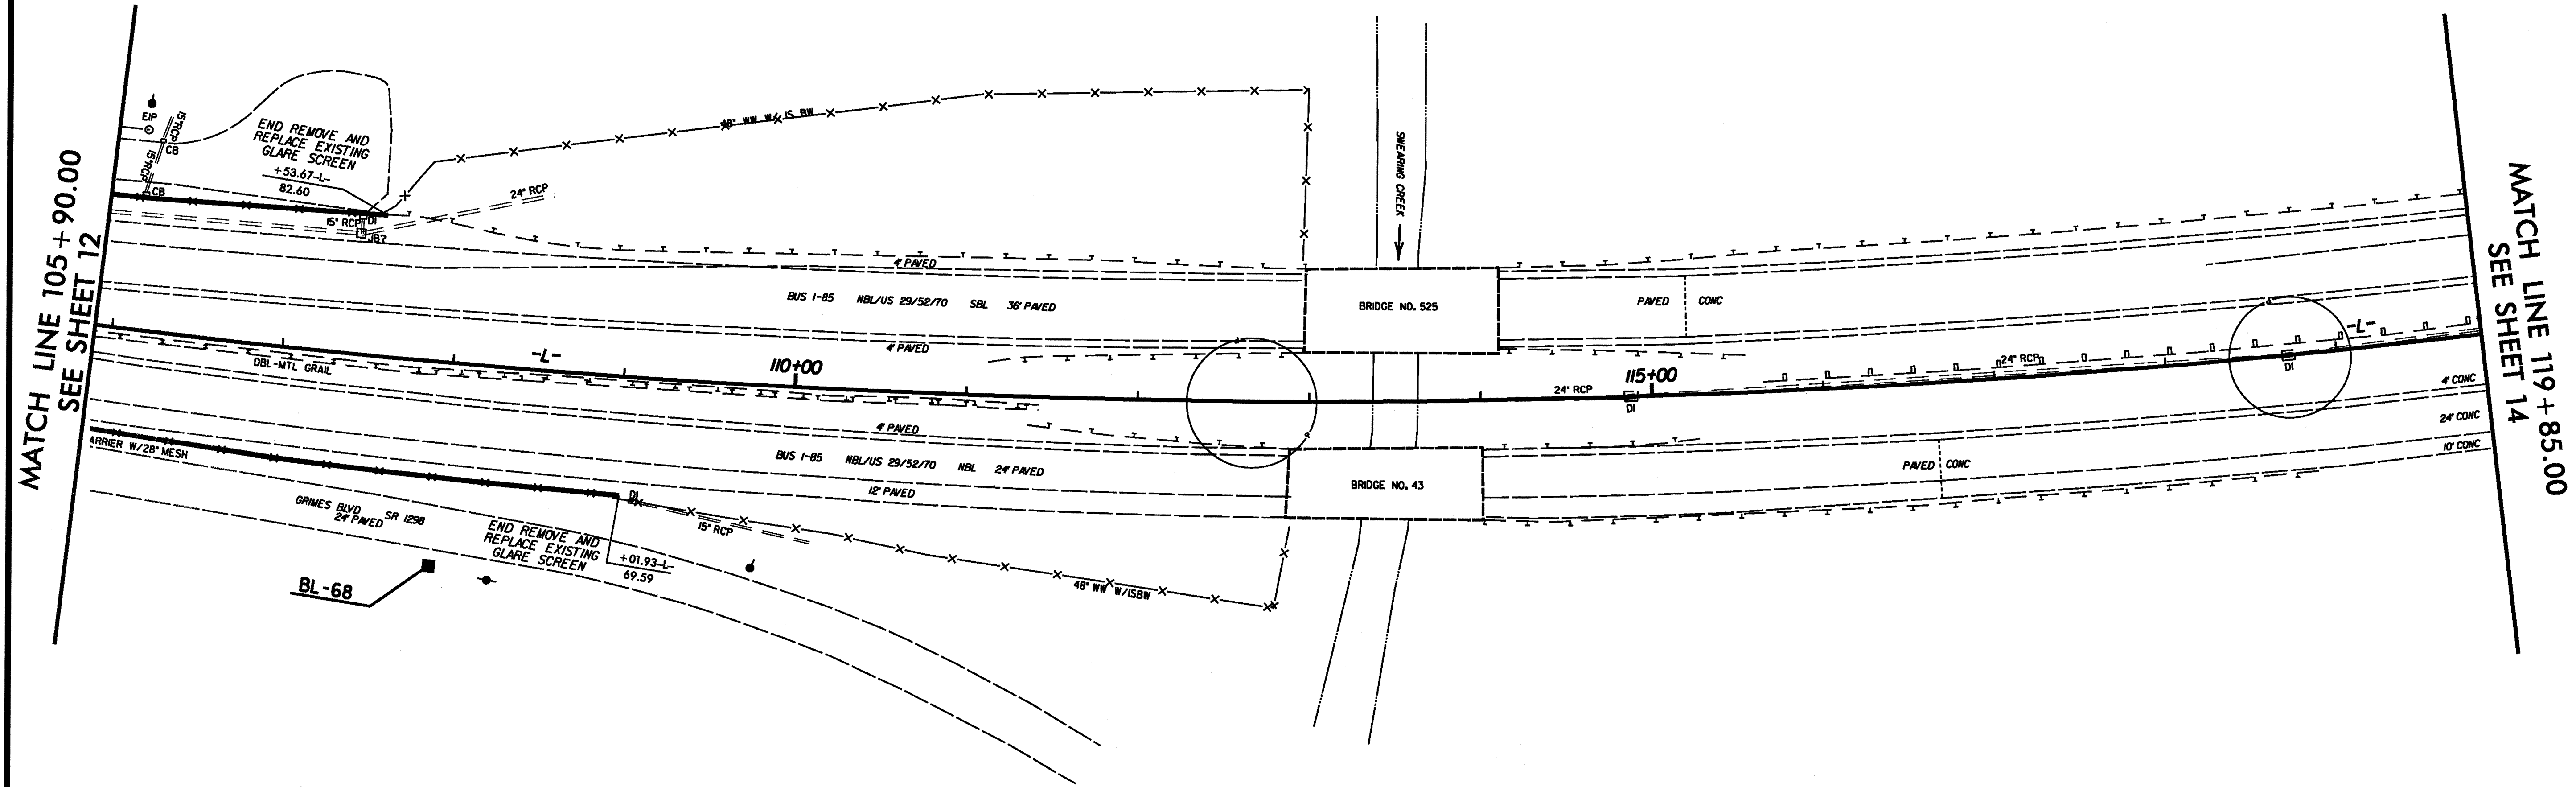 MATCH LINE 105+90.00
SEE SHEET 12
EIP
15"RCP
CB
15"RCP
CB
END REMOVE AND
REPLACE EXISTING
GLARE SCREEN
+53.67-L-
82.60
15" RCP
DI
JB?
24" RCP
48" WW W/ IS BW
4' PAVED
BUS I-85 NBL/US 29/52/70 SBL 36' PAVED
4' PAVED
SWEARING CREEK
BRIDGE NO. 525
PAVED
CONC
-L-
DBL-MTL GRAIL
110+00
24" RCP
DI
115+00
24" RCP
DI
-L-
4' CONC
24' CONC
10' CONC
4' PAVED
BUS I-85 NBL/US 29/52/70 NBL 24' PAVED
12' PAVED
BRIDGE NO. 43
PAVED
CONC
ARRIER W/28" MESH
GRIMES BLVD SR 1298
24' PAVED
DI
15" RCP
END REMOVE AND
REPLACE EXISTING
GLARE SCREEN
+01.93-L-
69.59
BL-68
48" WW W/ISBW
MATCH LINE 119+85.00
SEE SHEET 14